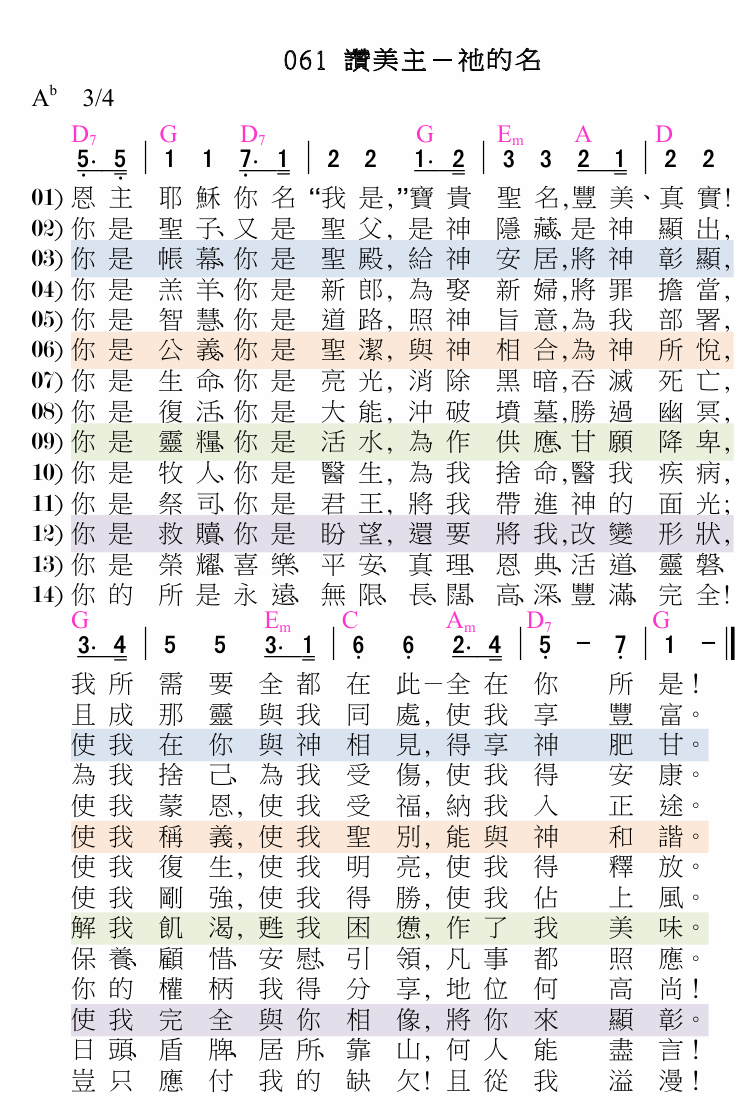 061 讚美主－祂的名
A♭ 3/4
D7 G D7 G Em A D
5· 5 | 1 1 7· 1 | 2 2 1· 2 | 3 3 2 1 | 2 2
01) 恩主耶穌你名“我是,”寶貴聖名,豐美、真實!
02) 你是聖子、又是聖父,是神隱藏、是神顯出,
03) 你是帳幕、你是聖殿,給神安居,將神彰顯,
04) 你是羔羊、你是新郎,為娶新婦,將罪擔當,
05) 你是智慧、你是道路,照神旨意,為我部署,
06) 你是公義、你是聖潔,與神相合,為神所悅,
07) 你是生命、你是亮光,消除黑暗,吞滅死亡,
08) 你是復活、你是大能,沖破墳墓,勝過幽冥,
09) 你是靈糧、你是活水,為作供應、甘願降卑,
10) 你是牧人、你是醫生,為我捨命,醫我疾病,
11) 你是祭司、你是君王,將我帶進神的面光;
12) 你是救贖、你是盼望,還要將我,改變形狀,
13) 你是榮耀、喜樂、平安、真理、恩典、活道、靈磐、
14) 你的所是永遠、無限、長、闊、高、深、豐滿、完全!
G Em C Am D7 G
3· 4 | 5 5 3· 1 | 6 6 2· 4 | 5 － 7 | 1 － ‖
我所需要全都在此－全在你所是!
且成那靈與我同處,使我享豐富。
使我在你與神相見,得享神肥甘。
為我捨己、為我受傷,使我得安康。
使我蒙恩,使我受福,納我入正途。
使我稱義,使我聖別,能與神和諧。
使我復生,使我明亮,使我得釋放。
使我剛強,使我得勝,使我佔上風。
解我飢渴,甦我困憊,作了我美味。
保養、顧惜、安慰、引領,凡事都照應。
你的權柄我得分享,地位何高尚!
使我完全與你相像,將你來顯彰。
日頭、盾牌、居所、靠山,何人能盡言!
豈只應付我的缺欠!且從我溢漫!